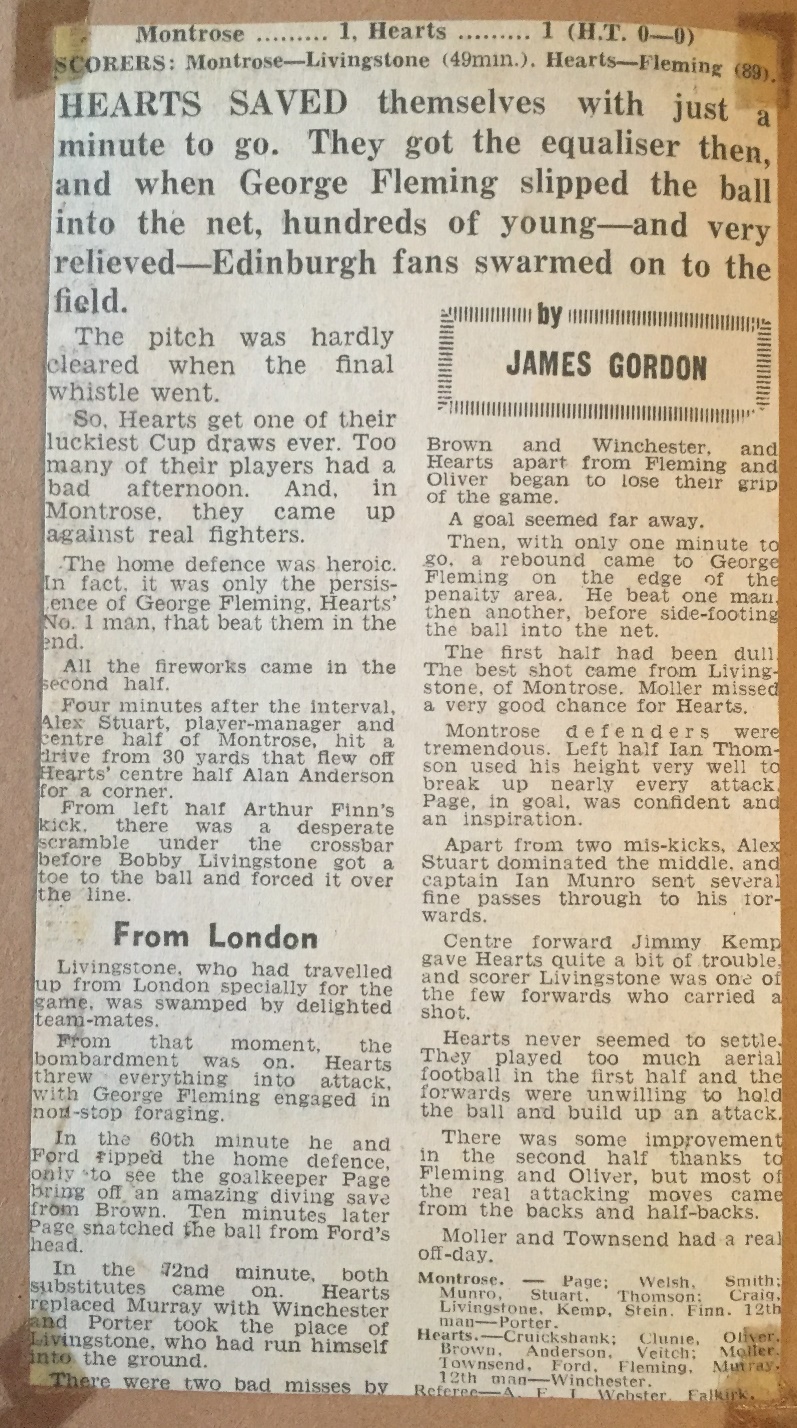 Montrose ......... 1, Hearts ......... 1 (H.T. 0—0)
SCORERS: Montrose—Livingstone (49min.). Hearts—Fleming (89).
HEARTS SAVED themselves with just a
minute to go. They got the equaliser then,
and when George Fleming slipped the ball
into the net, hundreds of young—and very
relieved—Edinburgh fans swarmed on to the
field.
The pitch was hardly
cleared when the final
whistle went.
So, Hearts get one of their
luckiest Cup draws ever. Too
many of their players had a
bad afternoon. And, in
Montrose, they came up
against real fighters.
The home defence was heroic.
In fact, it was only the persis-
ence of George Fleming, Hearts'
No. 1 man, that beat them in the
end.
All the fireworks came in the
second half.
Four minutes after the interval,
Alex Stuart, player-manager and
centre half of Montrose, hit a
drive from 30 yards that flew off
Hearts' centre half Alan Anderson
for a corner.
From left half Arthur Finn's
kick, there was a desperate
scramble under the crossbar
before Bobby Livingstone got a
toe to the ball and forced it over
the line.
From London
Livingstone, who had travelled
up from London specially for the
game, was swamped by delighted
team-mates.
From that moment, the
bombardment was on. Hearts
threw everything into attack,
with George Fleming engaged in
non-stop foraging.
In the 60th minute he and
Ford ripped the home defence,
only to see the goalkeeper Page
bring off an amazing diving save
from Brown. Ten minutes later
Page snatched the ball from Ford's
head.
In the 72nd minute, both
substitutes came on. Hearts
replaced Murray with Winchester
and Porter took the place of
Livingstone, who had run himself
into the ground.
There were two bad misses by
by
JAMES GORDON
Brown and Winchester, and
Hearts apart from Fleming and
Oliver began to lose their grip
of the game.
A goal seemed far away.
Then, with only one minute to
go, a rebound came to George
Fleming on the edge of the
penalty area. He beat one man,
then another, before side-footing
the ball into the net.
The first half had been dull.
The best shot came from Living-
stone, of Montrose. Moller missed
a very good chance for Hearts.
Montrose defenders were
tremendous. Left half Ian Thom-
son used his height very well to
break up nearly every attack.
Page, in goal, was confident and
an inspiration.
Apart from two mis-kicks, Alex
Stuart dominated the middle, and
captain Ian Munro sent several
fine passes through to his for-
wards.
Centre forward Jimmy Kemp
gave Hearts quite a bit of trouble,
and scorer Livingstone was one of
the few forwards who carried a
shot.
Hearts never seemed to settle.
They played too much aerial
football in the first half and the
forwards were unwilling to hold
the ball and build up an attack.
There was some improvement
in the second half thanks to
Fleming and Oliver, but most of
the real attacking moves came
from the backs and half-backs.
Moller and Townsend had a real
off-day.
Montrose. — Page; Welsh, Smith;
Munro, Stuart, Thomson; Craig,
Livingstone, Kemp, Stein, Finn. 12th
man—Porter.
Hearts.—Cruickshank; Clunie, Oliver,
Brown, Anderson, Veitch; Moller,
Townsend, Ford, Fleming, Murray.
12th man—Winchester.
Referee—A. F. J. Webster, Falkirk.